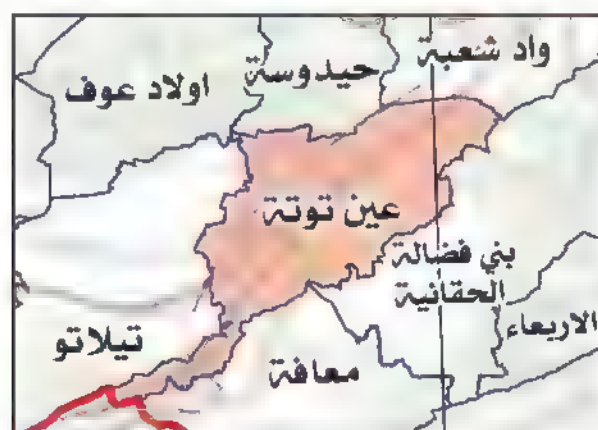 واد شعبة
حيدوسة
اولاد عوف
عين توتة
بني فضالة
الحقانية
الاربعاء
تيلاتو
معافة